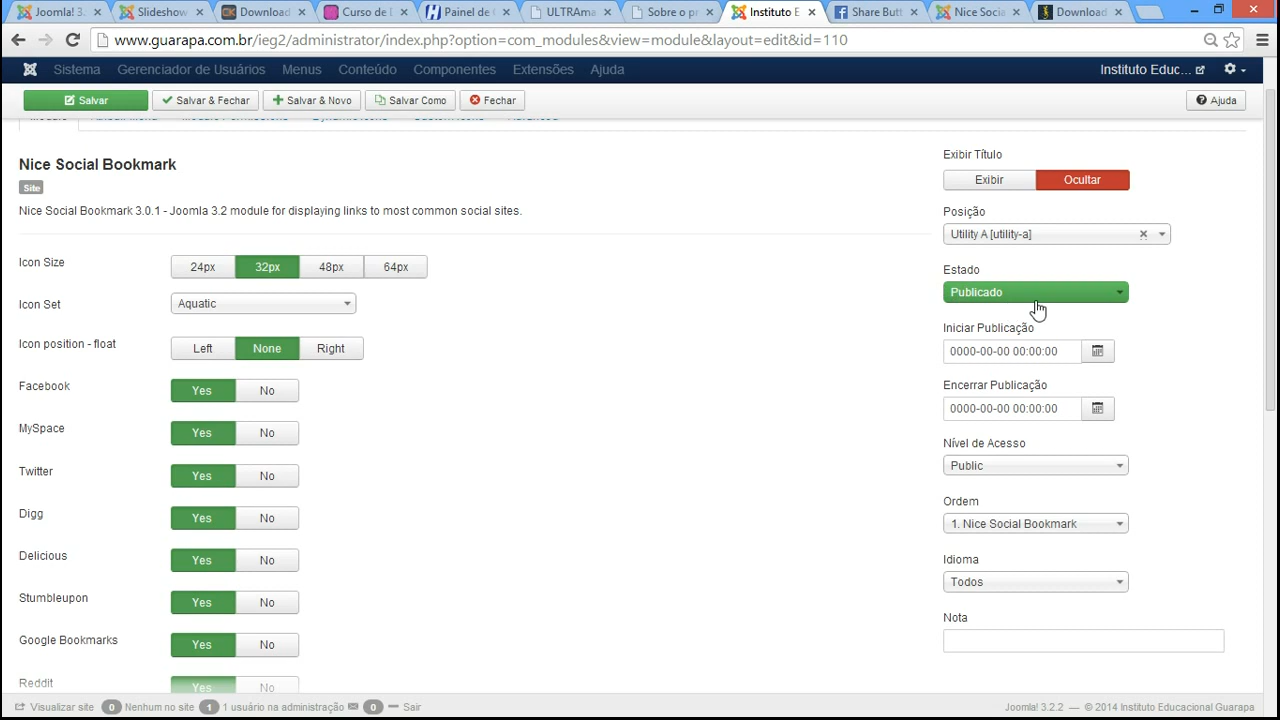 Joomla! 3.
Slideshow
Download
Curso de
Painel de
ULTRAma
Sobre o pr
Instituto E
Share Butt
Nice Socia
Download
www.guarapa.com.br/ieg2/administrator/index.php?option=com_modules&view=module&layout=edit&id=110
Sistema Gerenciador de Usuários Menus Conteúdo Componentes Extensões Ajuda Instituto Educ...
Salvar Salvar & Fechar Salvar & Novo Salvar Como Fechar Ajuda
Nice Social Bookmark
Site
Nice Social Bookmark 3.0.1 - Joomla 3.2 module for displaying links to most common social sites.
Icon Size 24px 32px 48px 64px
Icon Set Aquatic
Icon position - float Left None Right
Facebook Yes No
MySpace Yes No
Twitter Yes No
Digg Yes No
Delicious Yes No
Stumbleupon Yes No
Google Bookmarks Yes No
Reddit Yes No
Exibir Título
Exibir Ocultar
Posição
Utility A [utility-a]
Estado
Publicado
Iniciar Publicação
0000-00-00 00:00:00
Encerrar Publicação
0000-00-00 00:00:00
Nível de Acesso
Public
Ordem
1. Nice Social Bookmark
Idioma
Todos
Nota
Visualizar site 0 Nenhum no site 1 1 usuário na administração 0 Sair Joomla! 3.2.2 — © 2014 Instituto Educacional Guarapa